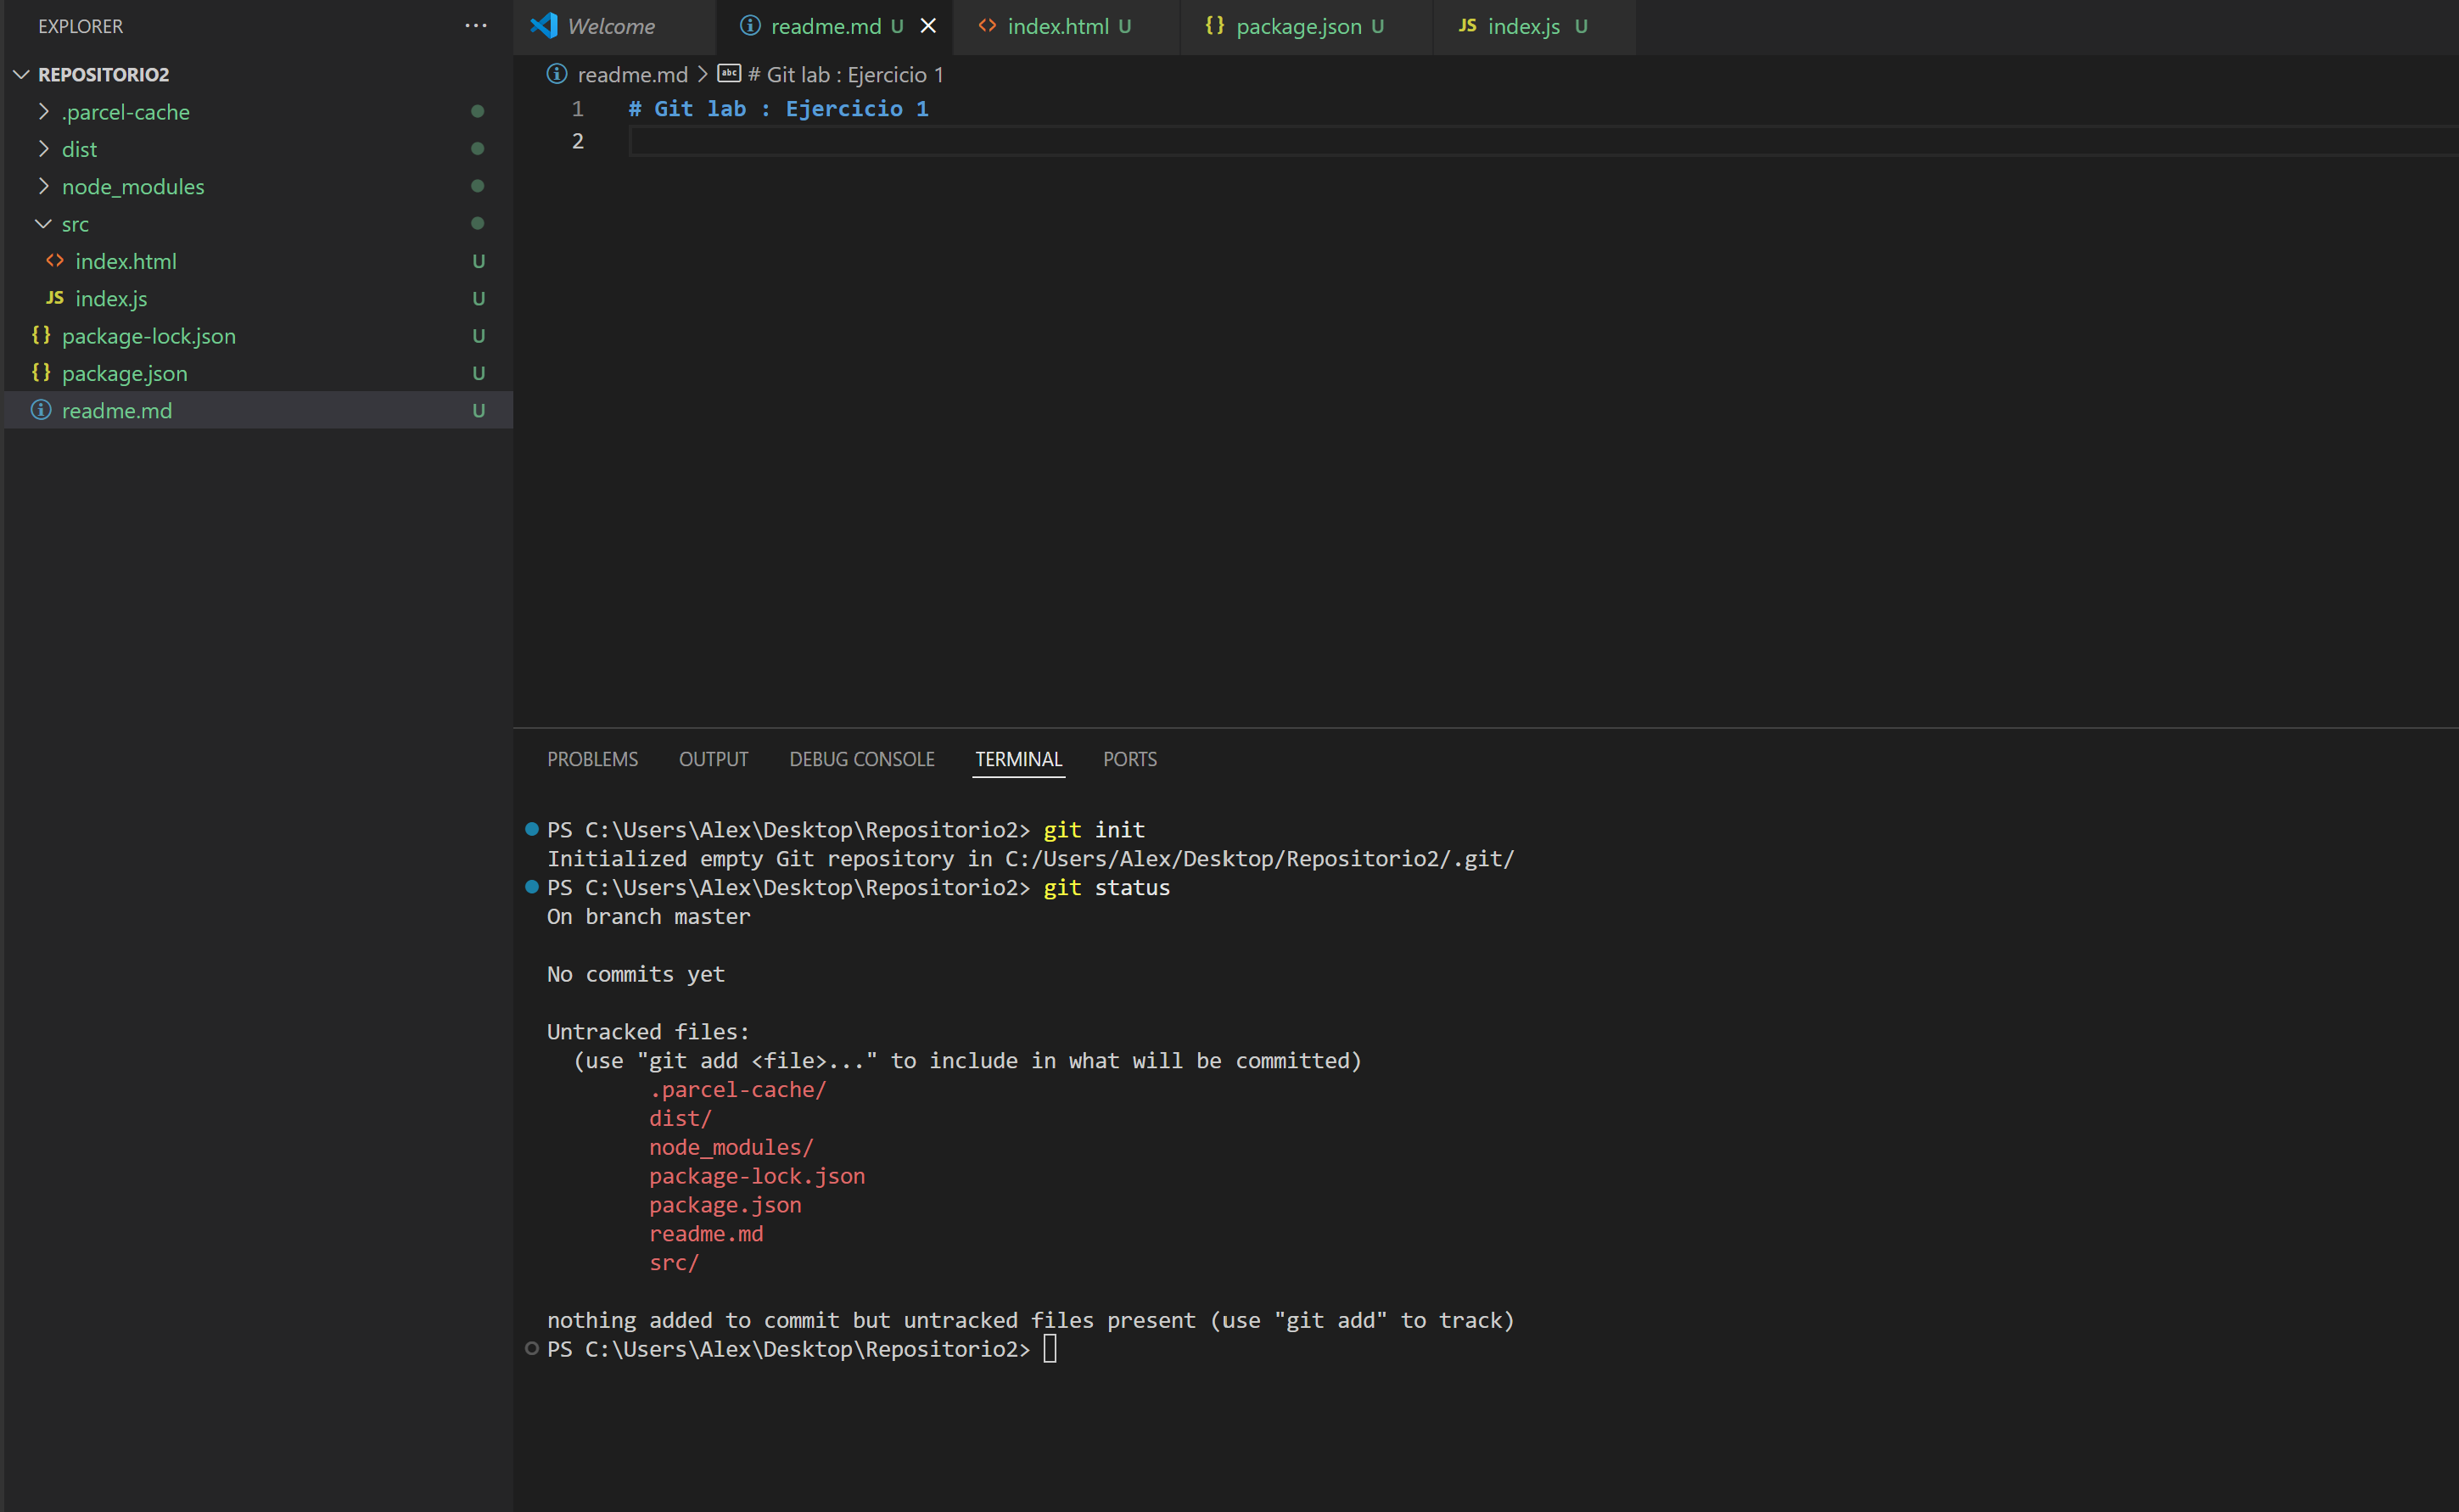 EXPLORER
REPOSITORIO2
.parcel-cache
dist
node_modules
src
<> index.html U
JS index.js U
{} package-lock.json U
{} package.json U
readme.md U
Welcome
readme.md U
<> index.html U
{} package.json U
JS index.js U
readme.md > abc # Git lab : Ejercicio 1
1 # Git lab : Ejercicio 1
2
PROBLEMS OUTPUT DEBUG CONSOLE TERMINAL PORTS
PS C:\Users\Alex\Desktop\Repositorio2> git init
Initialized empty Git repository in C:/Users/Alex/Desktop/Repositorio2/.git/
PS C:\Users\Alex\Desktop\Repositorio2> git status
On branch master
No commits yet
Untracked files:
(use "git add <file>..." to include in what will be committed)
.parcel-cache/
dist/
node_modules/
package-lock.json
package.json
readme.md
src/
nothing added to commit but untracked files present (use "git add" to track)
PS C:\Users\Alex\Desktop\Repositorio2>